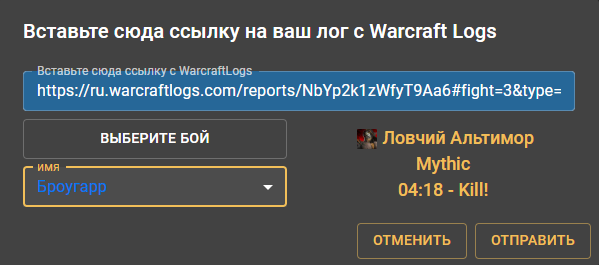 Вставьте сюда ссылку на ваш лог с Warcraft Logs
Вставьте сюда ссылку с WarcraftLogs
https://ru.warcraftlogs.com/reports/NbYp2k1zWfyT9Aa6#fight=3&type=
ВЫБЕРИТЕ БОЙ
имя
Броугарр
Ловчий Альтимор
Mythic
04:18 - Kill!
ОТМЕНИТЬ
ОТПРАВИТЬ